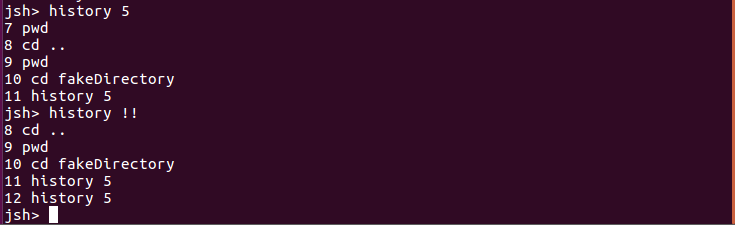 jsh> history 5
7 pwd
8 cd ..
9 pwd
10 cd fakeDirectory
11 history 5
jsh> history !!
8 cd ..
9 pwd
10 cd fakeDirectory
11 history 5
12 history 5
jsh>